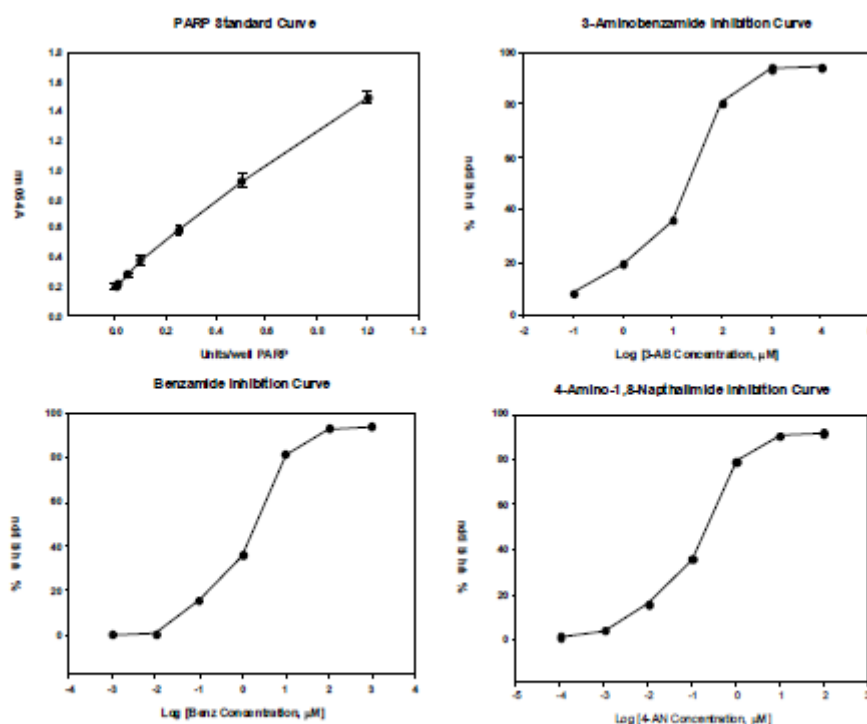 PARP Standard Curve
1.8
1.6
1.4
1.2
1.0
0.8
0.6
0.4
0.2
0.0
0.0 0.2 0.4 0.6 0.8 1.0 1.2
Units/well PARP
3-Aminobenzamide Inhibition Curve
100
80
60
40
20
0
%
-2 -1 0 1 2 3 4
Log [3-AB Concentration, µM]
Benzamide Inhibition Curve
100
80
60
40
20
0
%
-4 -3 -2 -1 0 1 2 3 4
Log [Benz Concentration, µM]
4-Amino-1,8-Napthalimide Inhibition Curve
100
80
60
40
20
0
%
-5 -4 -3 -2 -1 0 1 2 3
Log [4-AN Concentration, µM]